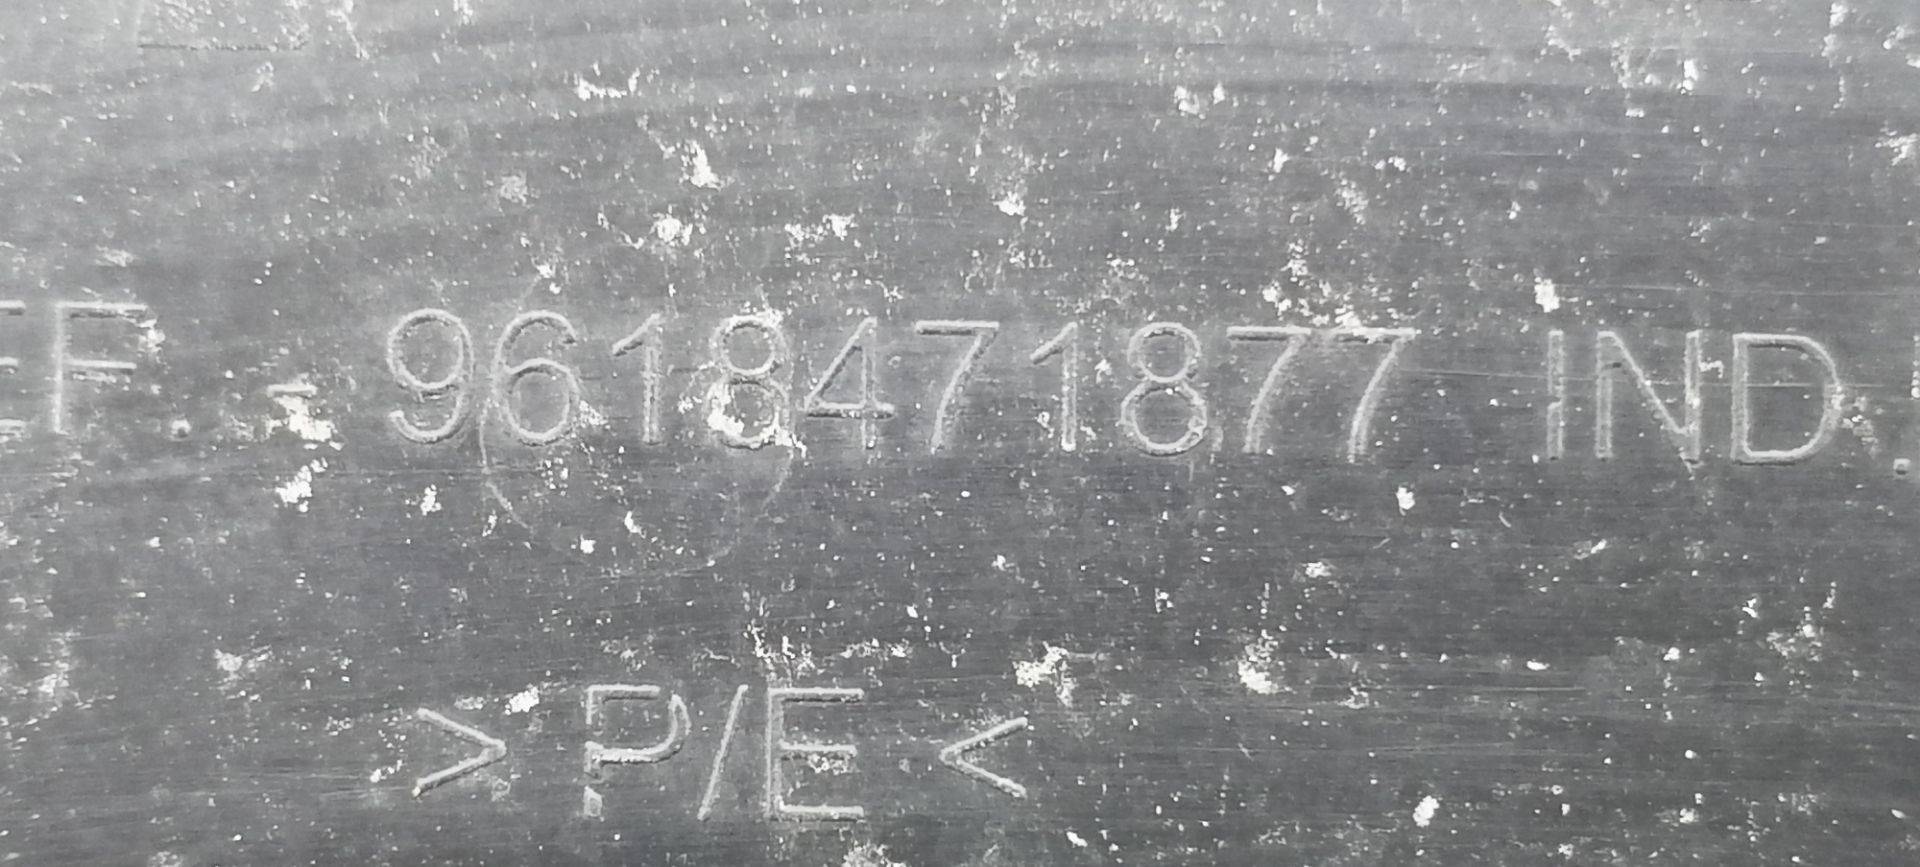 EF. - 9618471877 IND.
> P/E <